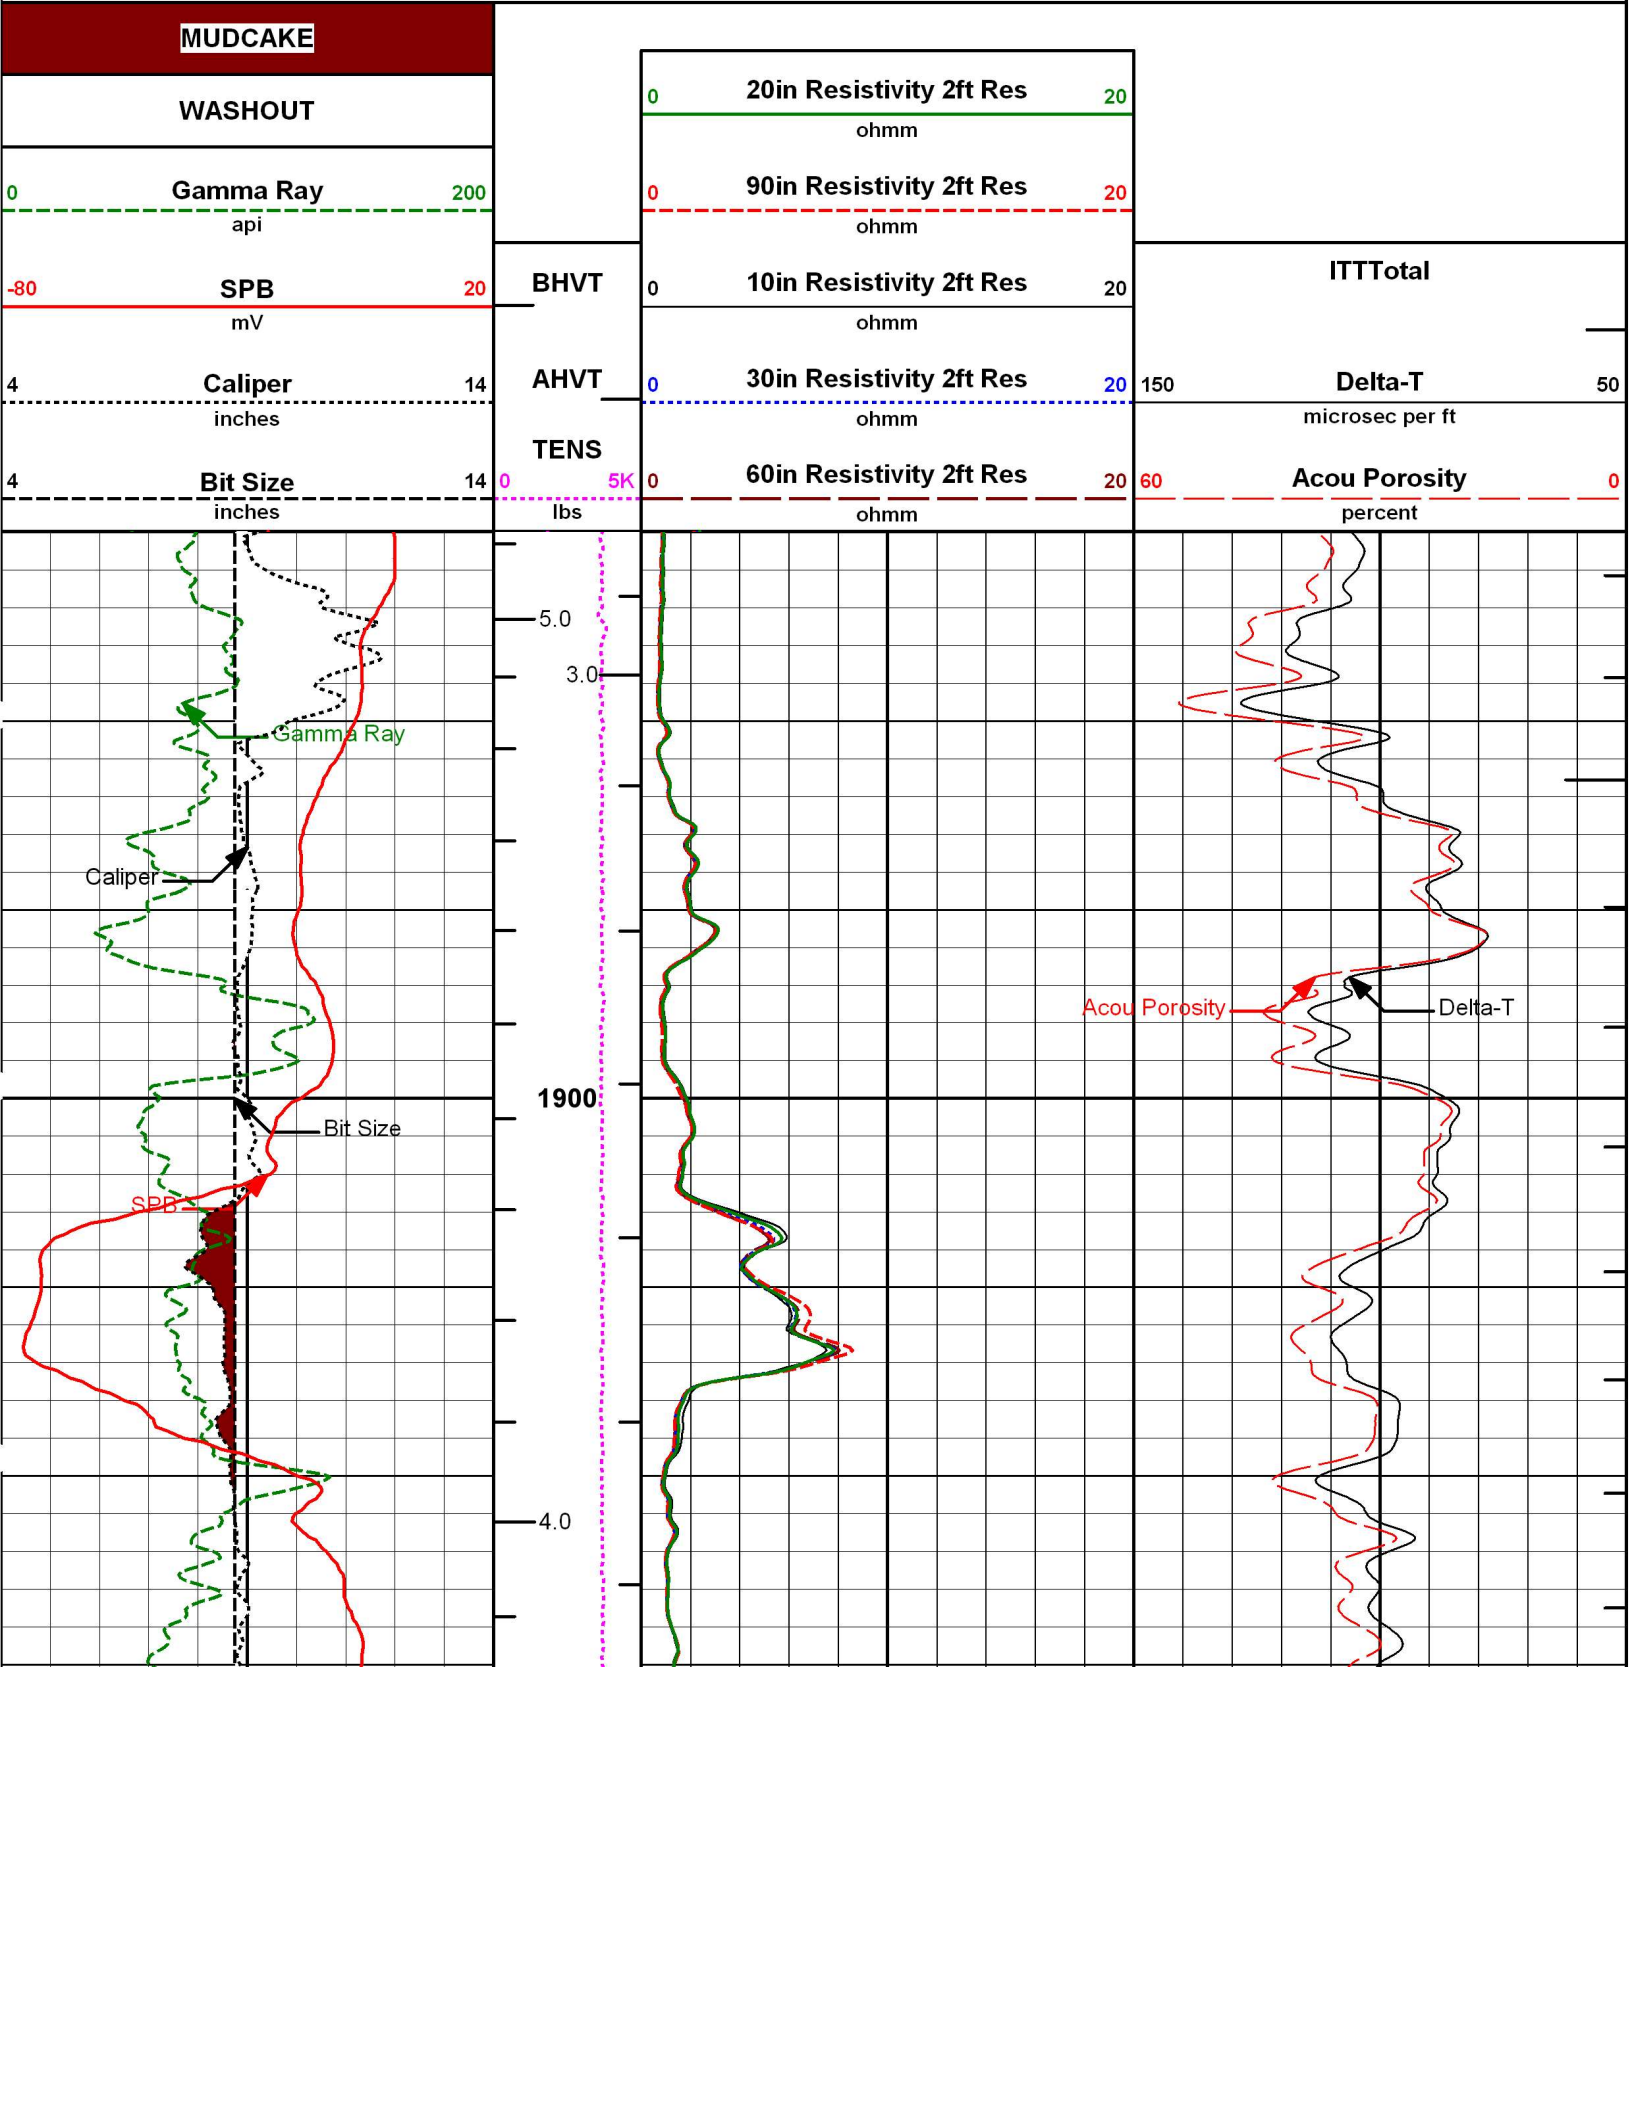 MUDCAKE
WASHOUT
0 Gamma Ray 200
api
-80 SPB 20
mV
4 Caliper 14
inches
4 Bit Size 14
inches
BHVT
AHVT
TENS
0 5K
lbs
0 20in Resistivity 2ft Res 20
ohmm
0 90in Resistivity 2ft Res 20
ohmm
0 10in Resistivity 2ft Res 20
ohmm
0 30in Resistivity 2ft Res 20
ohmm
0 60in Resistivity 2ft Res 20
ohmm
ITTTotal
150 Delta-T 50
microsec per ft
60 Acou Porosity 0
percent
5.0
3.0
Gamma Ray
Caliper
Acou Porosity
Delta-T
1900
Bit Size
SPB
4.0